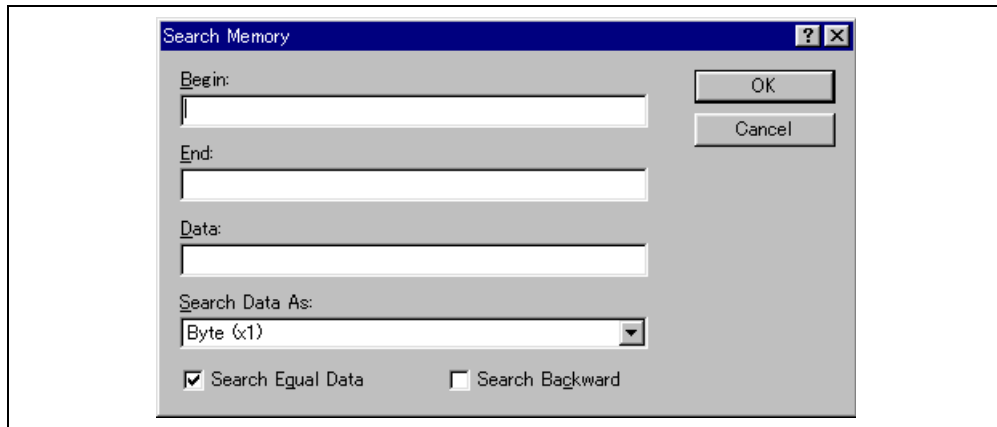 Search Memory
Begin:
OK
Cancel
End:
Data:
Search Data As:
Byte (x1)
Search Equal Data
Search Backward